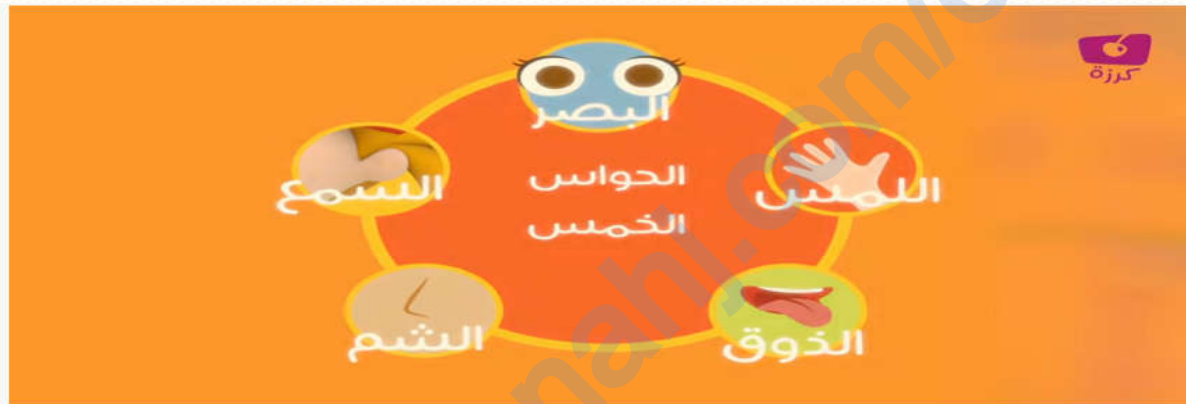 كرزة
البصر
اللمس
الحواس
السمع
الخمس
الذوق
الشم